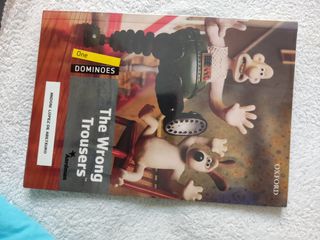 One
DOMINOES
The Wrong
Trousers
OXFORD